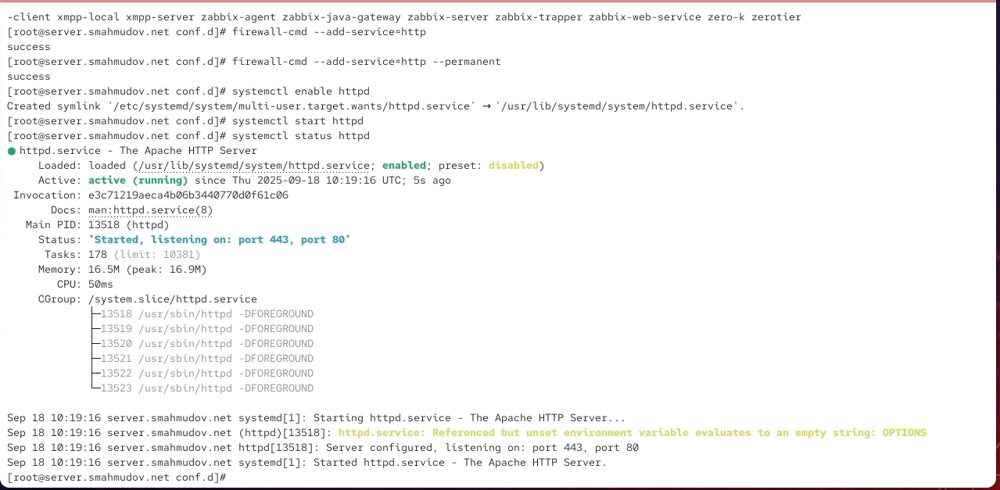 -client xmpp-local xmpp-server zabbix-agent zabbix-java-gateway zabbix-server zabbix-trapper zabbix-web-service zero-k zerotier
[root@server.smahmudov.net conf.d]# firewall-cmd --add-service=http
success
[root@server.smahmudov.net conf.d]# firewall-cmd --add-service=http --permanent
success
[root@server.smahmudov.net conf.d]# systemctl enable httpd
Created symlink '/etc/systemd/system/multi-user.target.wants/httpd.service' → '/usr/lib/systemd/system/httpd.service'.
[root@server.smahmudov.net conf.d]# systemctl start httpd
[root@server.smahmudov.net conf.d]# systemctl status httpd
● httpd.service - The Apache HTTP Server
     Loaded: loaded (/usr/lib/systemd/system/httpd.service; enabled; preset: disabled)
     Active: active (running) since Thu 2025-09-18 10:19:16 UTC; 5s ago
 Invocation: e3c71219aeca4b06b3440770d0f61c06
       Docs: man:httpd.service(8)
   Main PID: 13518 (httpd)
     Status: "Started, listening on: port 443, port 80"
      Tasks: 178 (limit: 10381)
     Memory: 16.5M (peak: 16.9M)
        CPU: 50ms
     CGroup: /system.slice/httpd.service
             ├─13518 /usr/sbin/httpd -DFOREGROUND
             ├─13519 /usr/sbin/httpd -DFOREGROUND
             ├─13520 /usr/sbin/httpd -DFOREGROUND
             ├─13521 /usr/sbin/httpd -DFOREGROUND
             ├─13522 /usr/sbin/httpd -DFOREGROUND
             └─13523 /usr/sbin/httpd -DFOREGROUND
Sep 18 10:19:16 server.smahmudov.net systemd[1]: Starting httpd.service - The Apache HTTP Server...
Sep 18 10:19:16 server.smahmudov.net (httpd)[13518]: httpd.service: Referenced but unset environment variable evaluates to an empty string: OPTIONS
Sep 18 10:19:16 server.smahmudov.net httpd[13518]: Server configured, listening on: port 443, port 80
Sep 18 10:19:16 server.smahmudov.net systemd[1]: Started httpd.service - The Apache HTTP Server.
[root@server.smahmudov.net conf.d]#